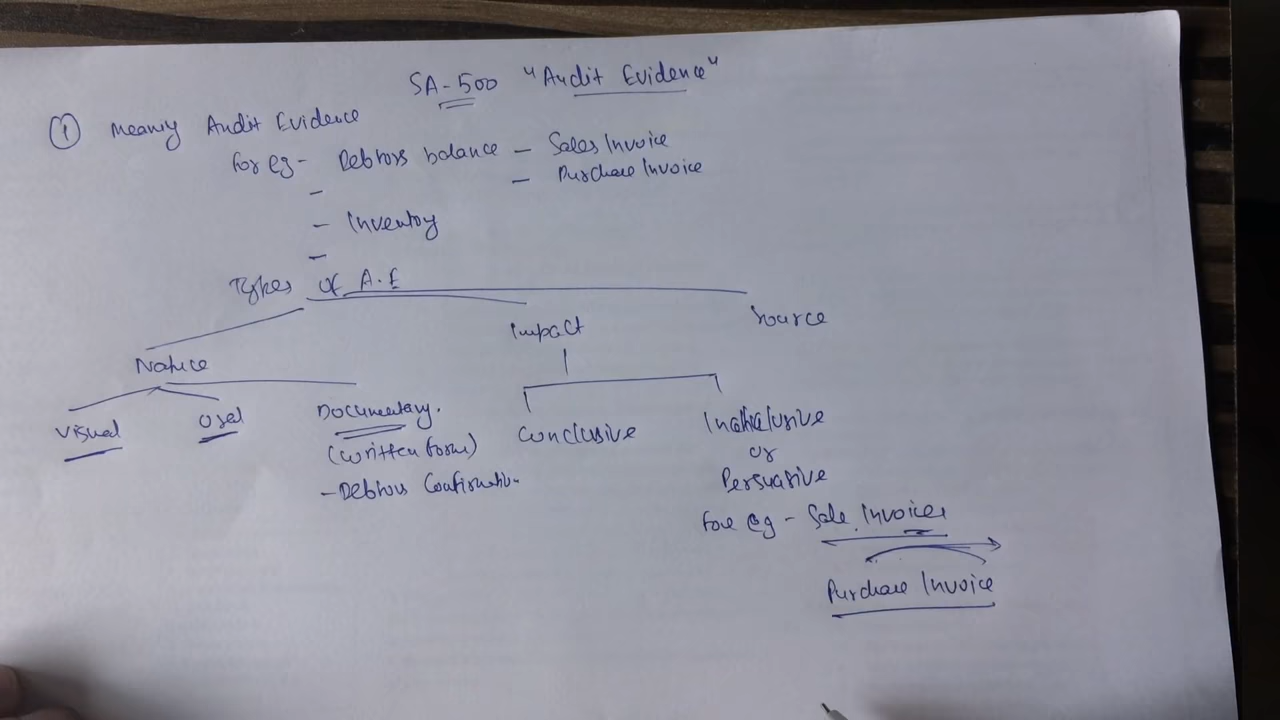 SA-500 "Audit Evidence"
① Meaning Audit Evidence
For eg - Debtors balance - Sales Invoice
- - Purchase Invoice
- Inventory
-
Types of A.E
Nature
Impact
Source
Visual
Oral
Documentary.
(written form)
- Debtors Confirmation
Conclusive
Inconclusive
or
Persuasive
For eg - Sale Invoices
Purchase Invoice